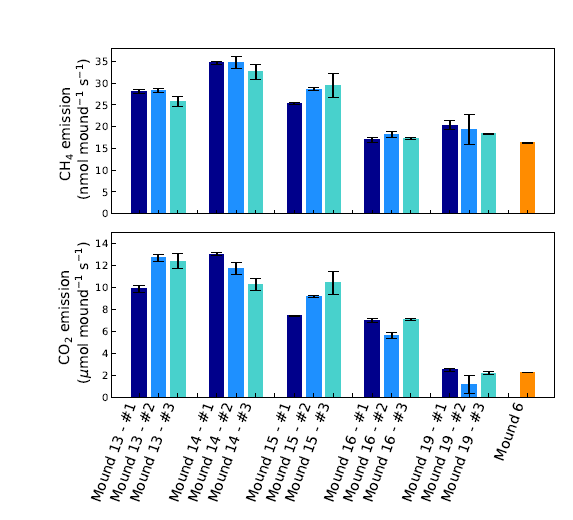 CH₄ emission
(nmol mound⁻¹ s⁻¹)
35
30
25
20
15
10
5
0
CO₂ emission
(μmol mound⁻¹ s⁻¹)
14
12
10
8
6
4
2
0
Mound 13 - #1
Mound 13 - #2
Mound 13 - #3
Mound 14 - #1
Mound 14 - #2
Mound 14 - #3
Mound 15 - #1
Mound 15 - #2
Mound 15 - #3
Mound 16 - #1
Mound 16 - #2
Mound 16 - #3
Mound 19 - #1
Mound 19 - #2
Mound 19 - #3
Mound 6